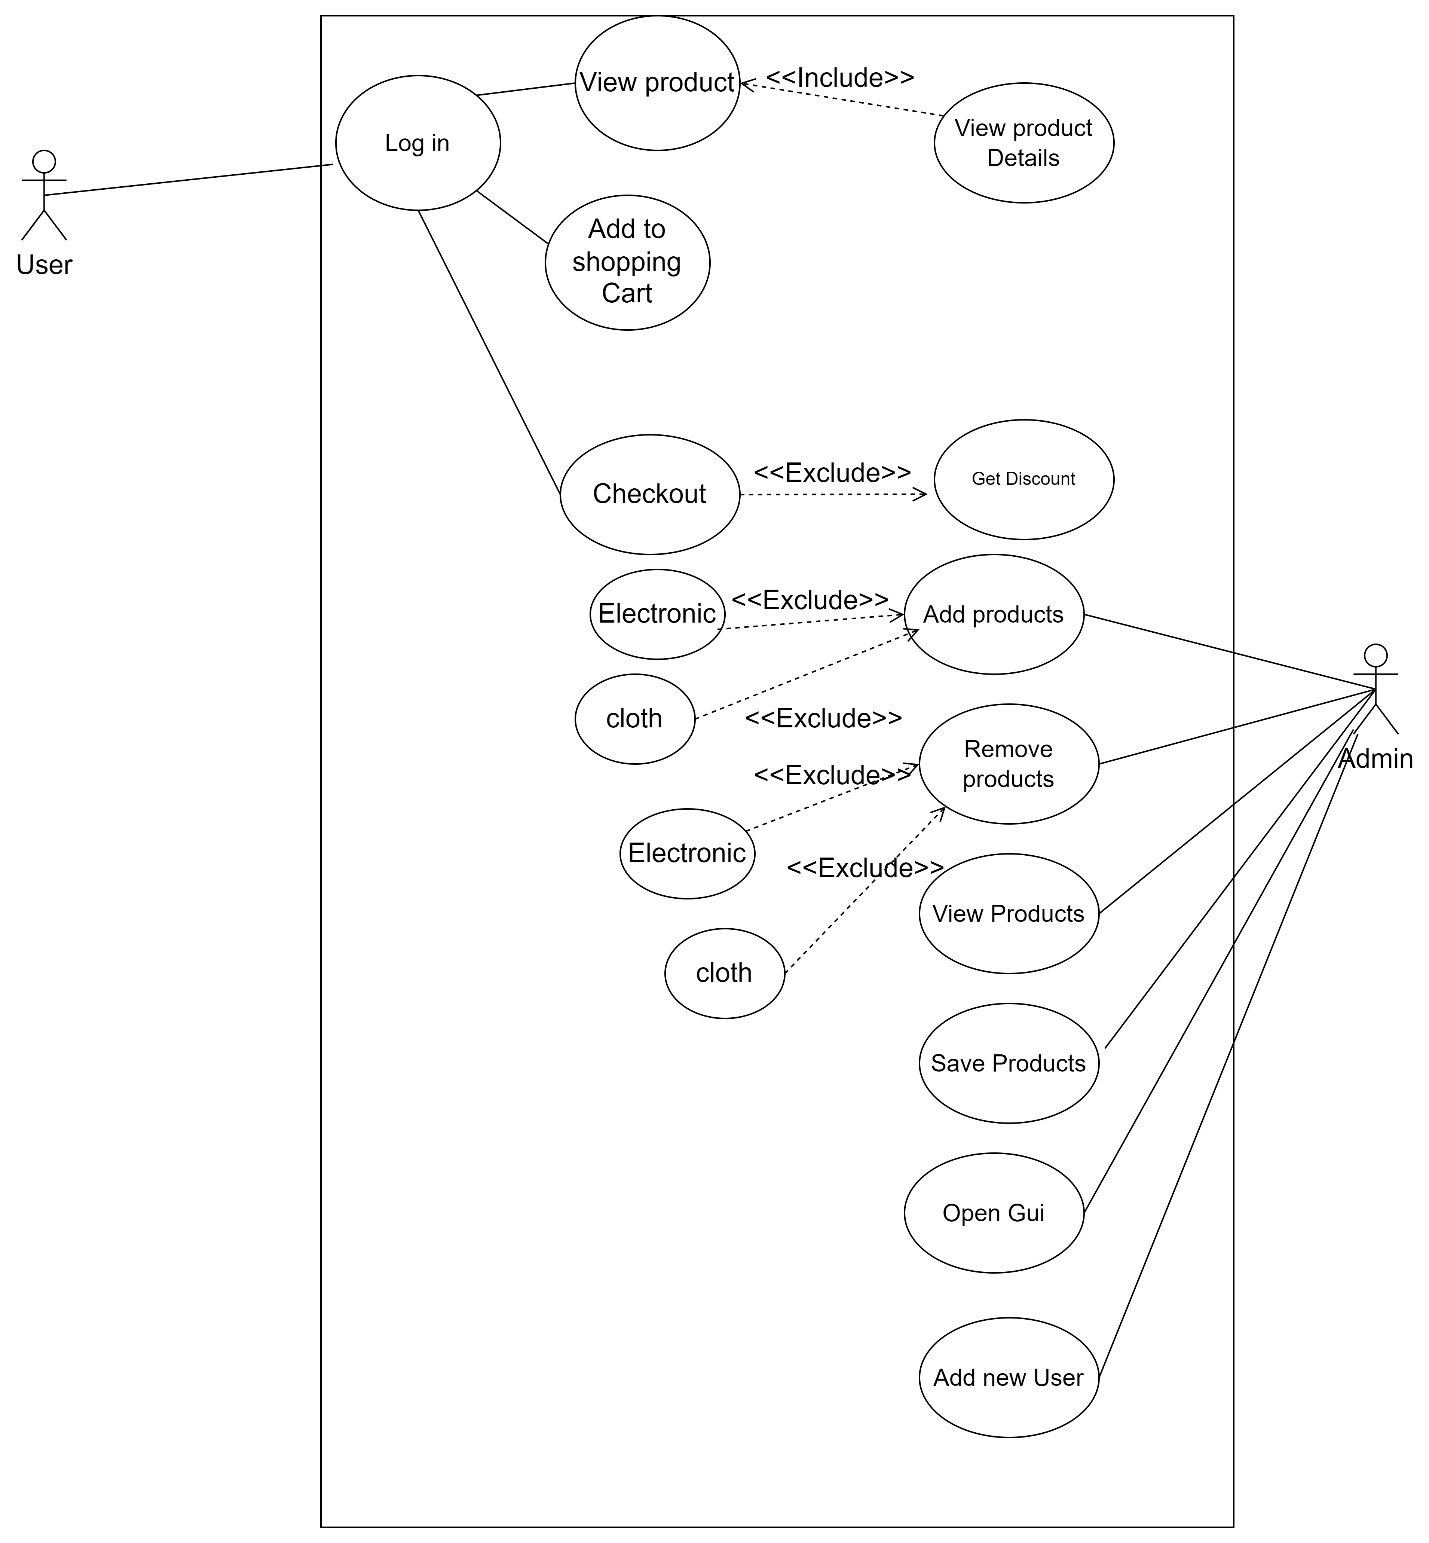 View product
<<Include>>
View product
Details
Log in
User
Add to
shopping
Cart
<<Exclude>>
Get Discount
Checkout
Electronic
<<Exclude>>
Add products
cloth
<<Exclude>>
Remove
products
Admin
<<Exclude>>
Electronic
<<Exclude>>
View Products
cloth
Save Products
Open Gui
Add new User